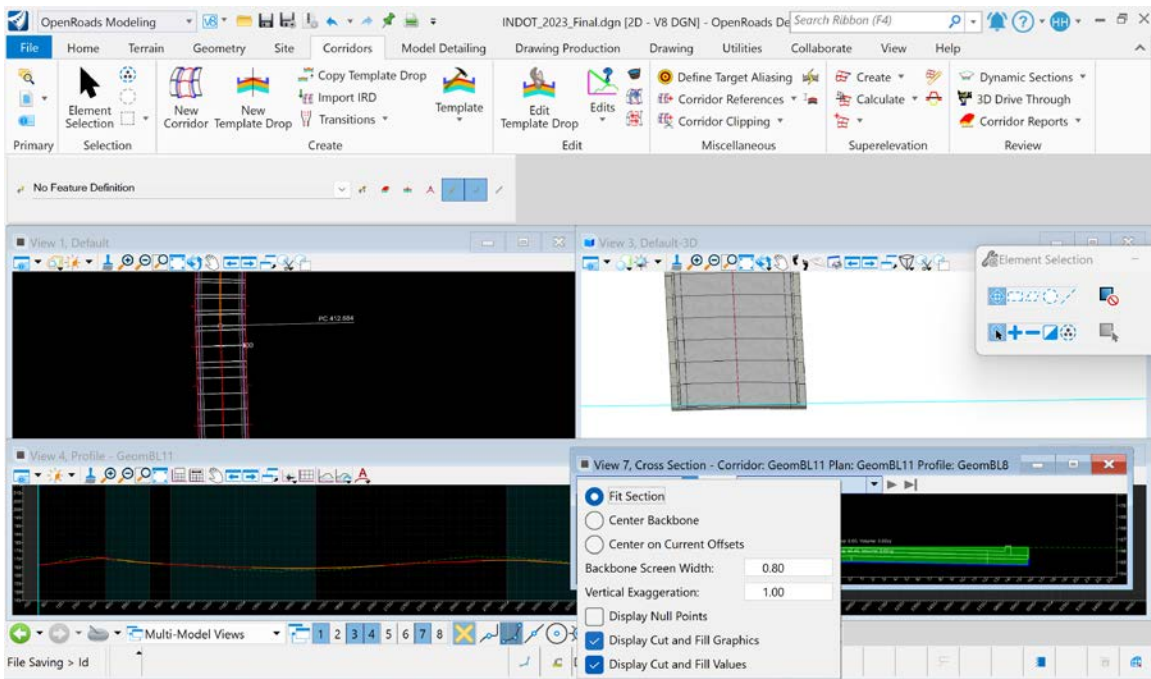 OpenRoads Modeling
INDOT_2023_Final.dgn [2D - V8 DGN] - OpenRoads De
Search Ribbon (F4)
HH
File Home Terrain Geometry Site Corridors Model Detailing Drawing Production Drawing Utilities Collaborate View Help
Element Selection
New Corridor
New Template Drop
Copy Template Drop
Import IRD
Transitions
Template
Edit Template Drop
Edits
Define Target Aliasing
Corridor References
Corridor Clipping
Create
Calculate
Dynamic Sections
3D Drive Through
Corridor Reports
Primary Selection Create Edit Miscellaneous Superelevation Review
No Feature Definition
View 1, Default
PC 412.684
View 3, Default-3D
Element Selection
View 4, Profile - GeomBL11
View 7, Cross Section - Corridor: GeomBL11 Plan: GeomBL11 Profile: GeomBL8
Fit Section
Center Backbone
Center on Current Offsets
Backbone Screen Width: 0.80
Vertical Exaggeration: 1.00
Display Null Points
Display Cut and Fill Graphics
Display Cut and Fill Values
Multi-Model Views 1 2 3 4 5 6 7 8
File Saving > Id